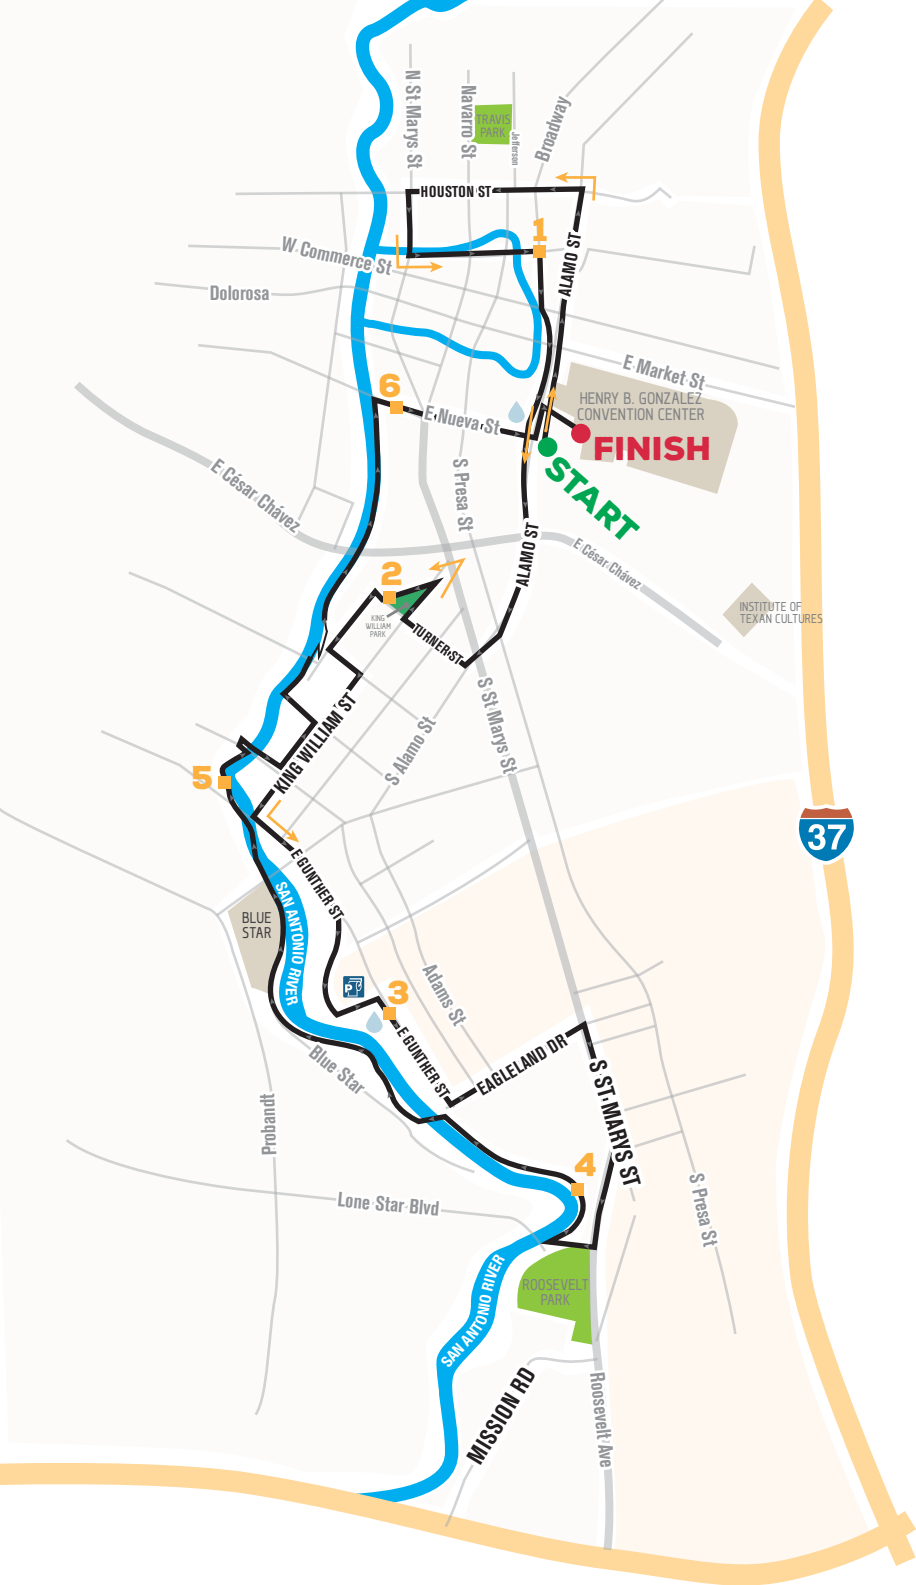 N St Marys St
Navarro St
TRAVIS
PARK
Jefferson
Broadway
HOUSTON ST
1
W Commerce St
ALAMO ST
Dolorosa
E Market St
6
HENRY B. GONZALEZ
CONVENTION CENTER
E Nueva St
FINISH
START
E César Chávez
S Presa St
ALAMO ST
E César Chávez
2
INSTITUTE OF
TEXAN CULTURES
KING
WILLIAM
PARK
TURNER ST
S St Marys St
KING WILLIAM ST
S Alamo St
5
37
E GUNTHER ST
SAN ANTONIO RIVER
BLUE
STAR
P
3
Adams St
E GUNTHER ST
EAGLELAND DR
Blue Star
S ST. MARYS ST
Probandt
4
S Presa St
Lone Star Blvd
SAN ANTONIO RIVER
ROOSEVELT
PARK
MISSION RD
Roosevelt Ave